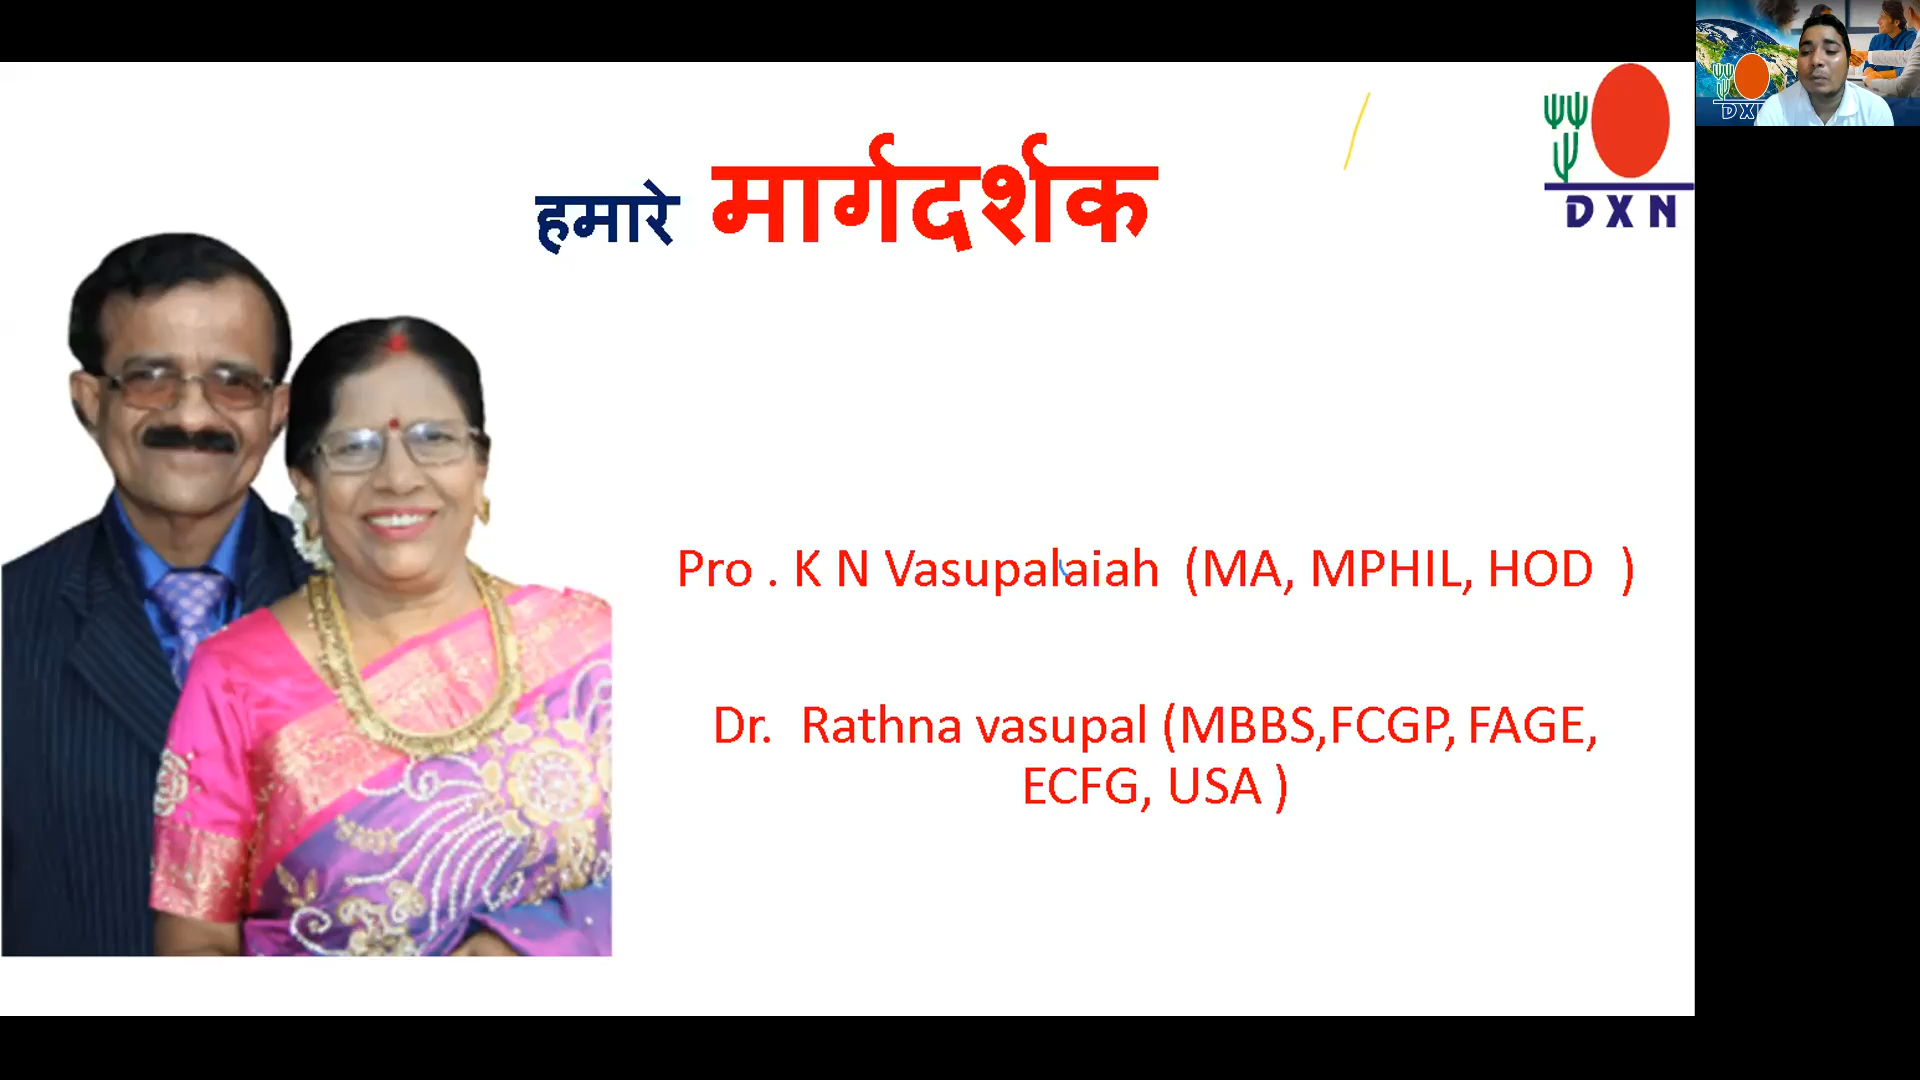 हमारे मार्गदर्शक
DXN
Pro . K N Vasupalaiah (MA, MPHIL, HOD )
Dr. Rathna vasupal (MBBS,FCGP, FAGE,
ECFG, USA )